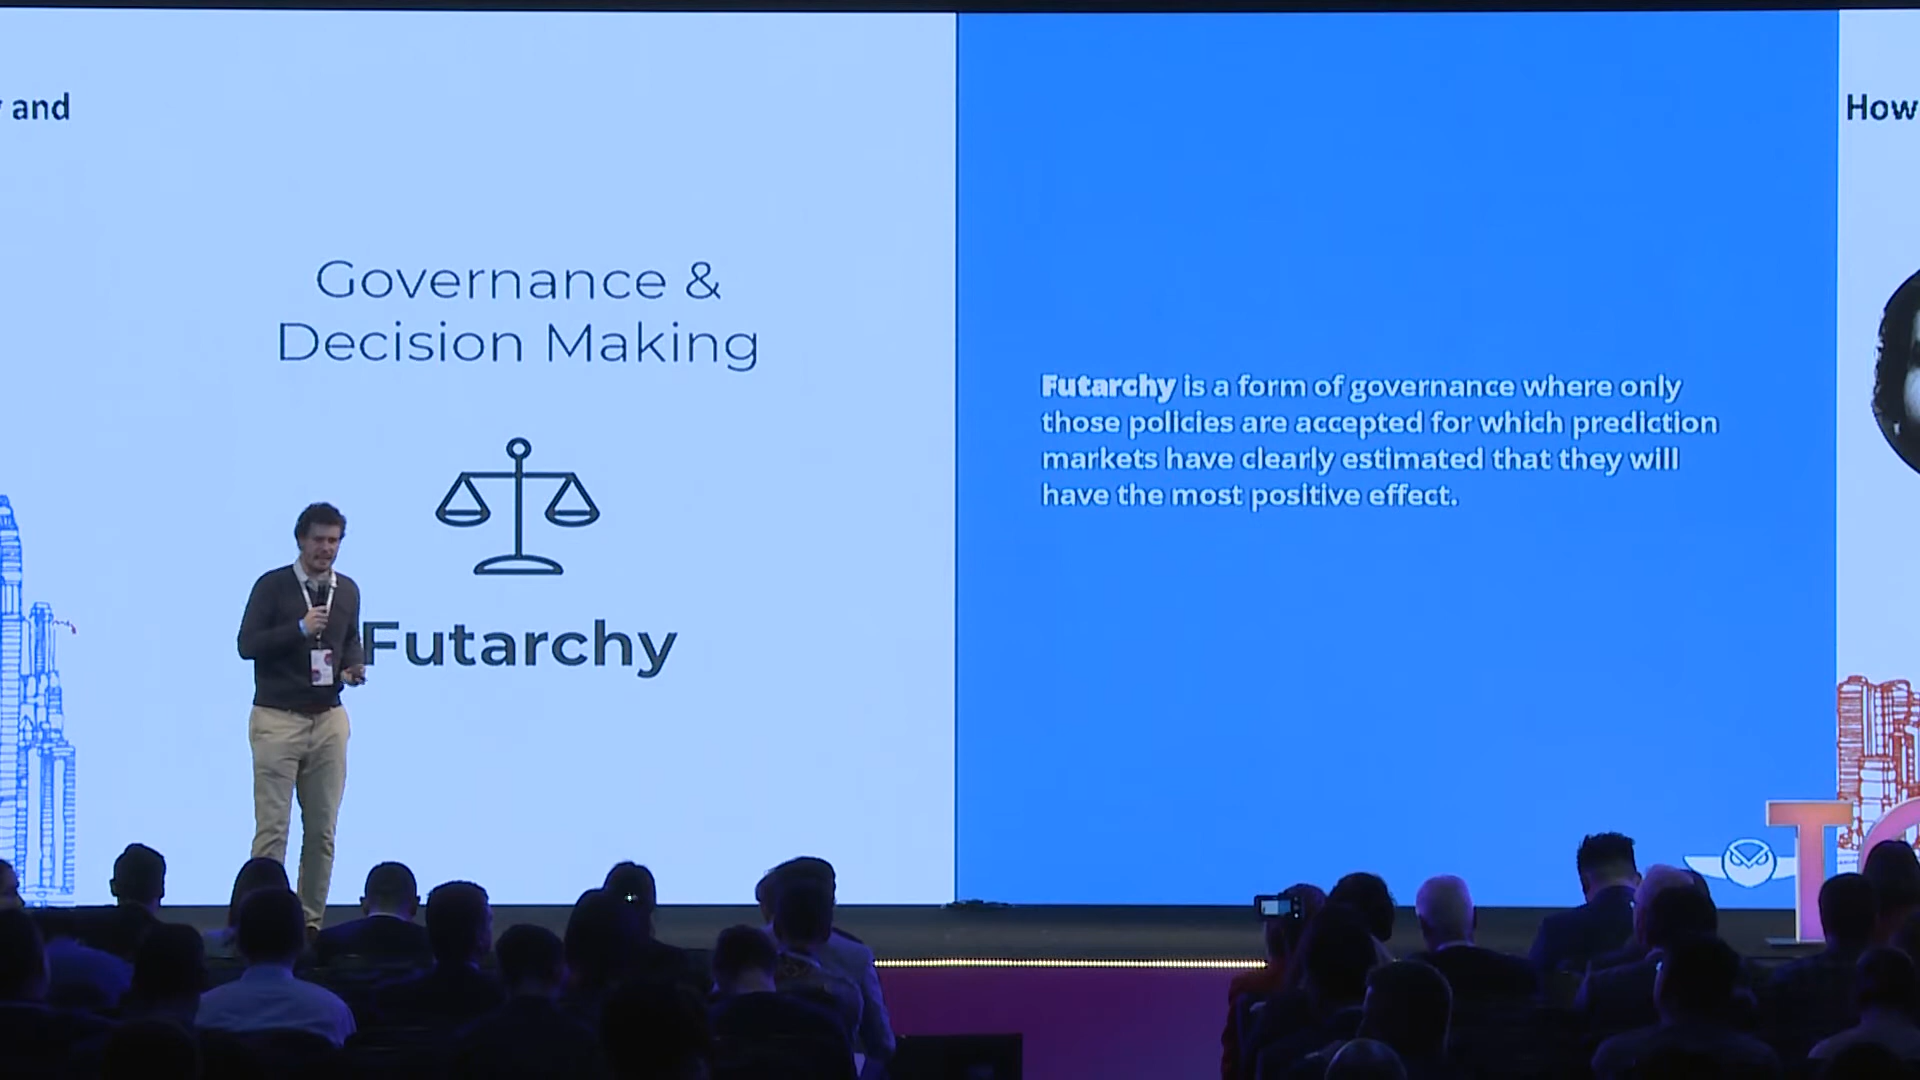 and
Governance &
Decision Making
Futarchy
Futarchy is a form of governance where only
those policies are accepted for which prediction
markets have clearly estimated that they will
have the most positive effect.
How